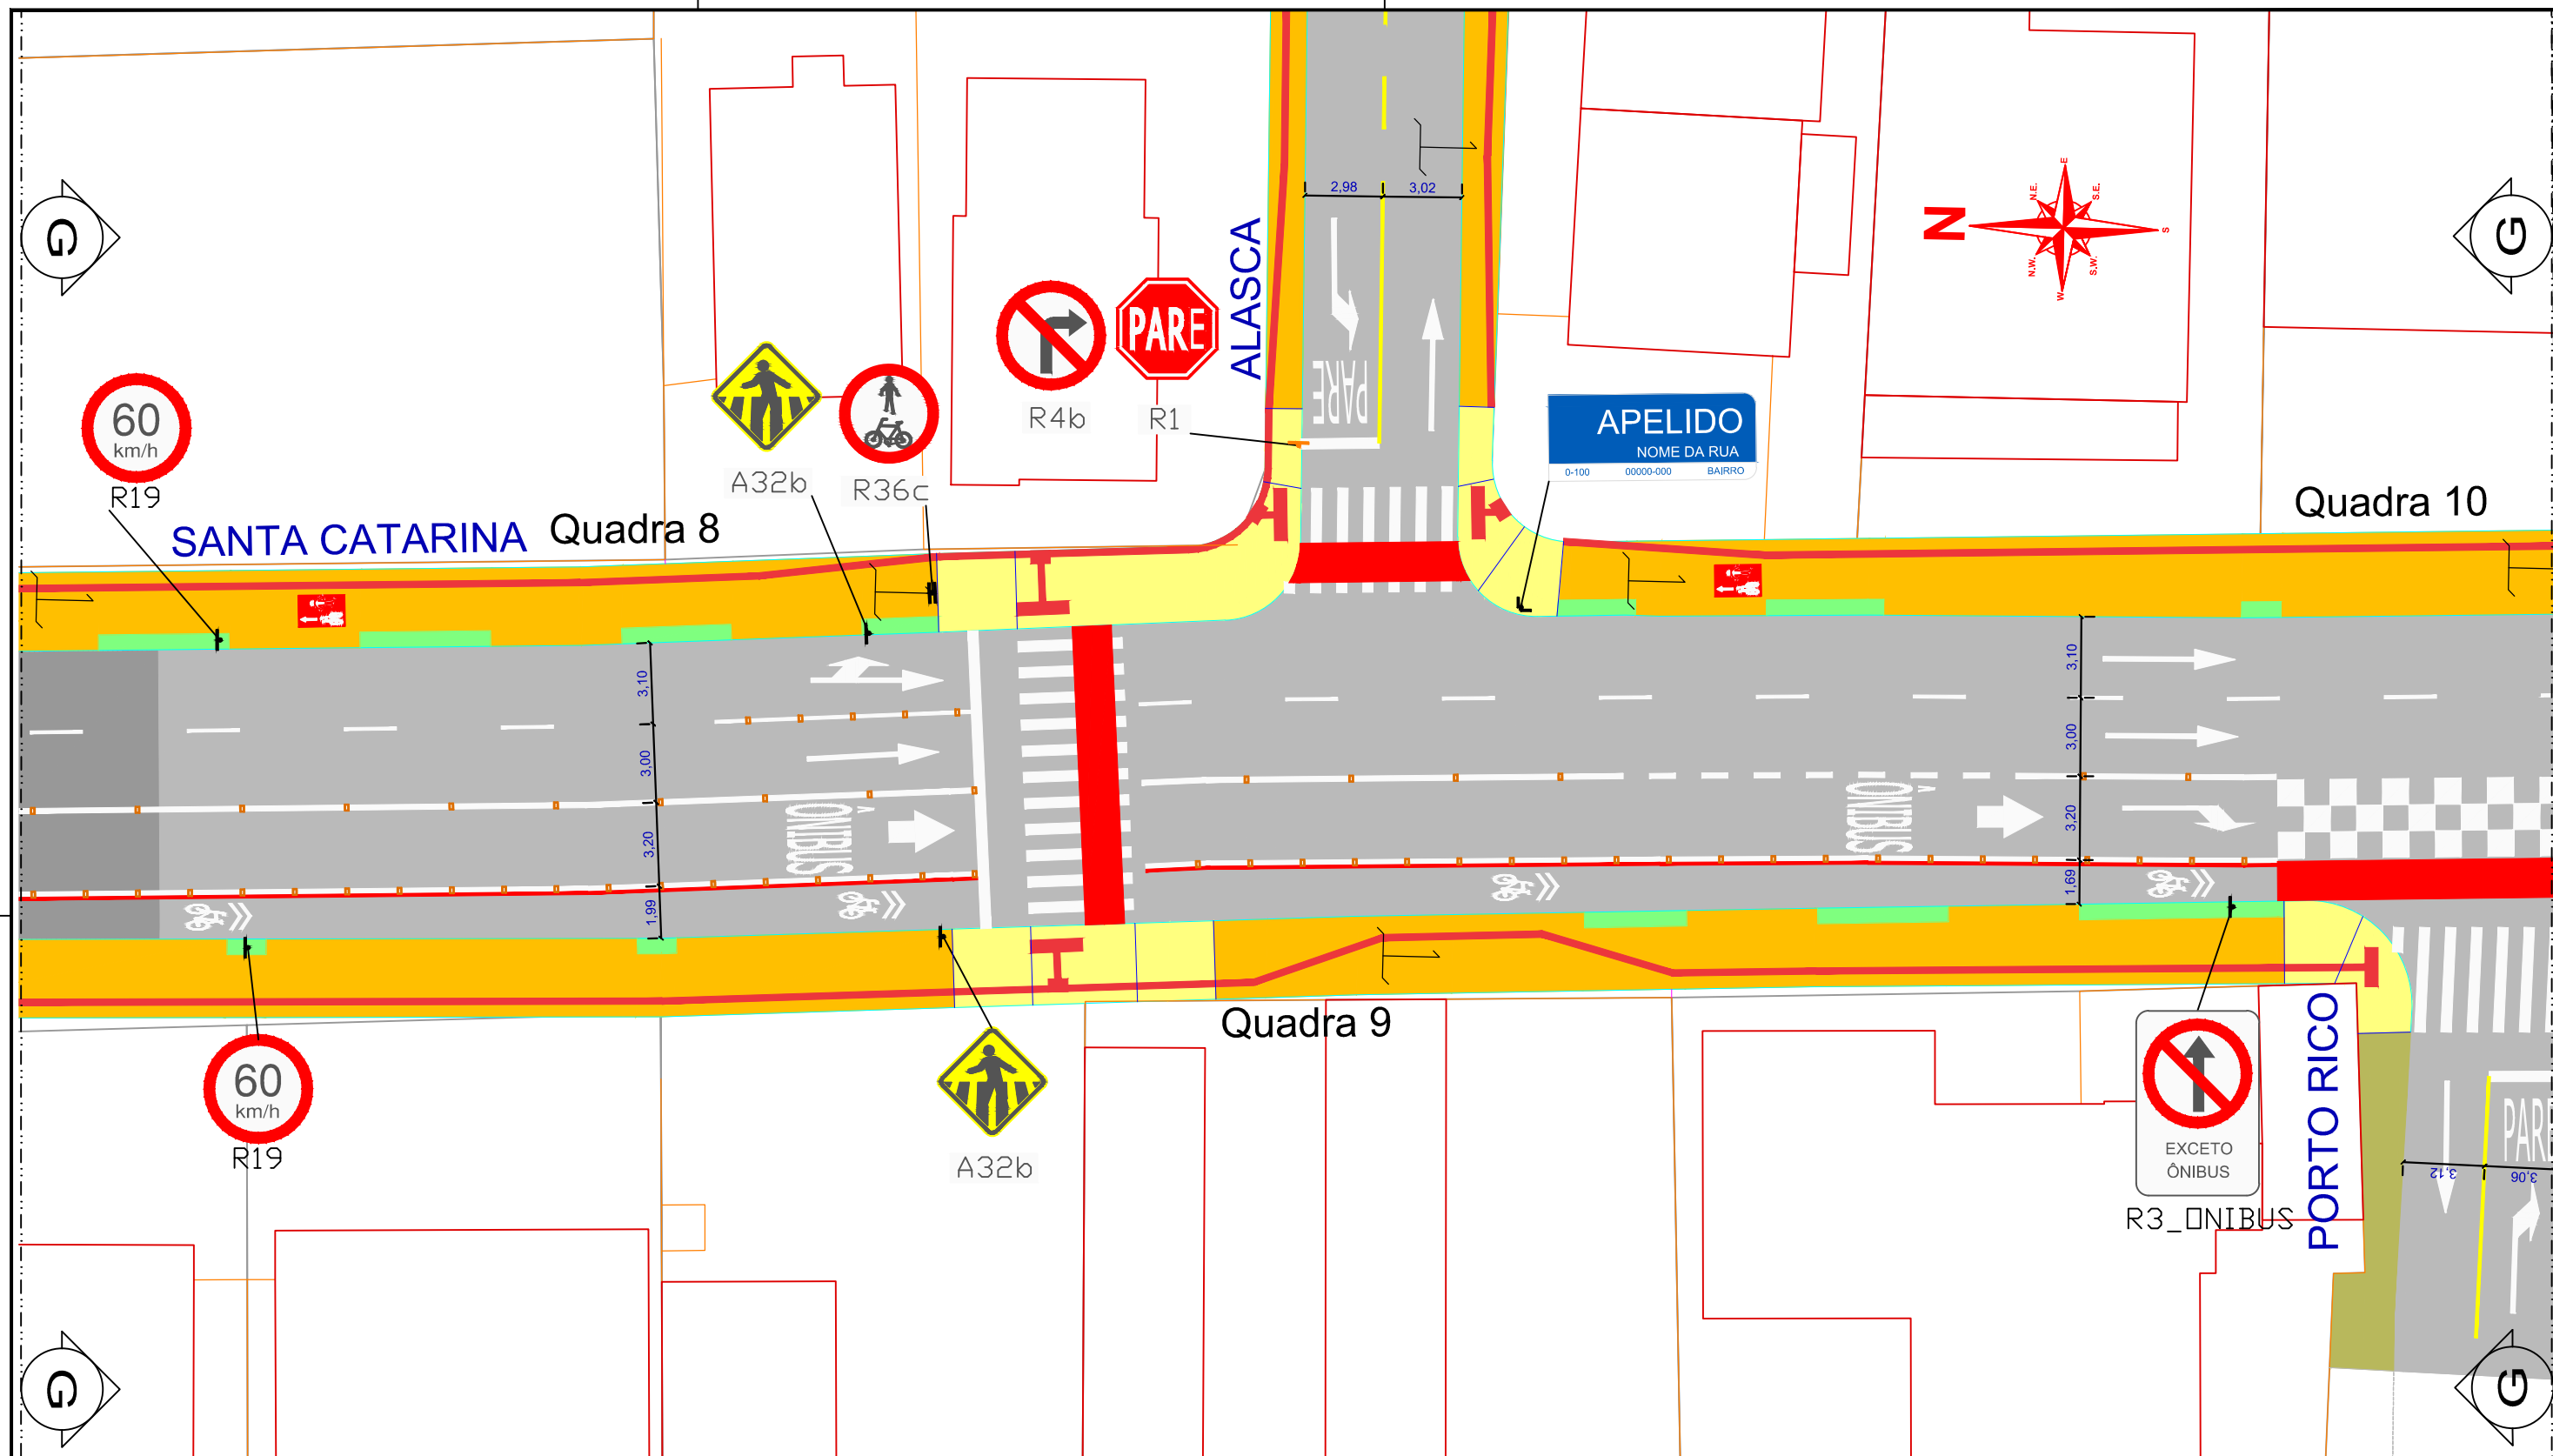 G
G
N
N.E.
E
S.E.
S
S.W.
W
N.W.
2,98
3,02
ALASCA
PARE
R4b
R1
PARE
60
km/h
R19
A32b
R36c
APELIDO
NOME DA RUA
0-100 00000-000 BAIRRO
SANTA CATARINA
Quadra 8
Quadra 10
3,10
3,00
3,20
1,99
ÔNIBUS
3,10
3,00
3,20
1,69
ÔNIBUS
Quadra 9
60
km/h
R19
A32b
EXCETO
ÔNIBUS
R3_ONIBUS
PORTO RICO
PARE
3,12
3,06
G
G